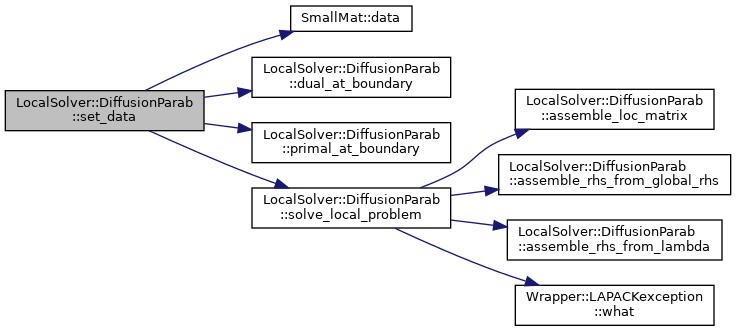 SmallMat::data
LocalSolver::DiffusionParab
::set_data
LocalSolver::DiffusionParab
::dual_at_boundary
LocalSolver::DiffusionParab
::primal_at_boundary
LocalSolver::DiffusionParab
::solve_local_problem
LocalSolver::DiffusionParab
::assemble_loc_matrix
LocalSolver::DiffusionParab
::assemble_rhs_from_global_rhs
LocalSolver::DiffusionParab
::assemble_rhs_from_lambda
Wrapper::LAPACKexception
::what